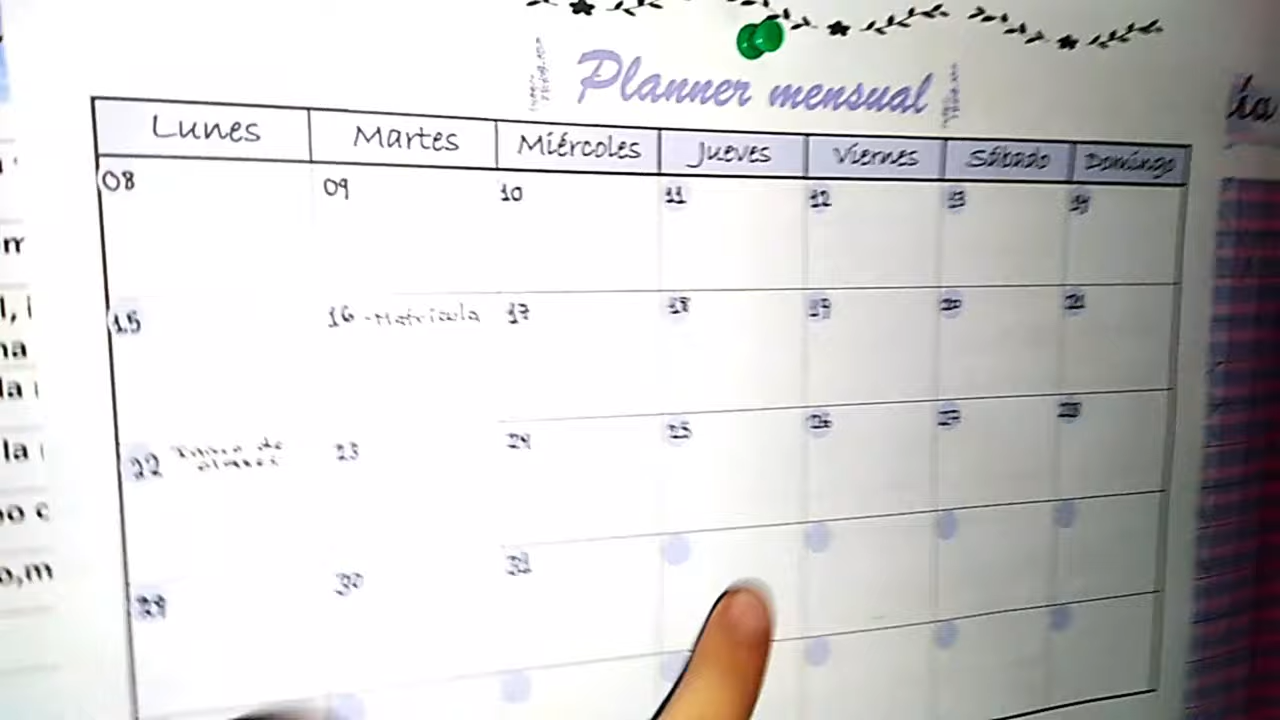 Planner mensual
Lunes Martes Miércoles Jueves Viernes Sábado Domingo
08 09 10 11 12 13 14
15 16 -Matricula 17 18 19 20 21
22 23 24 25 26 27 28
29 30 31